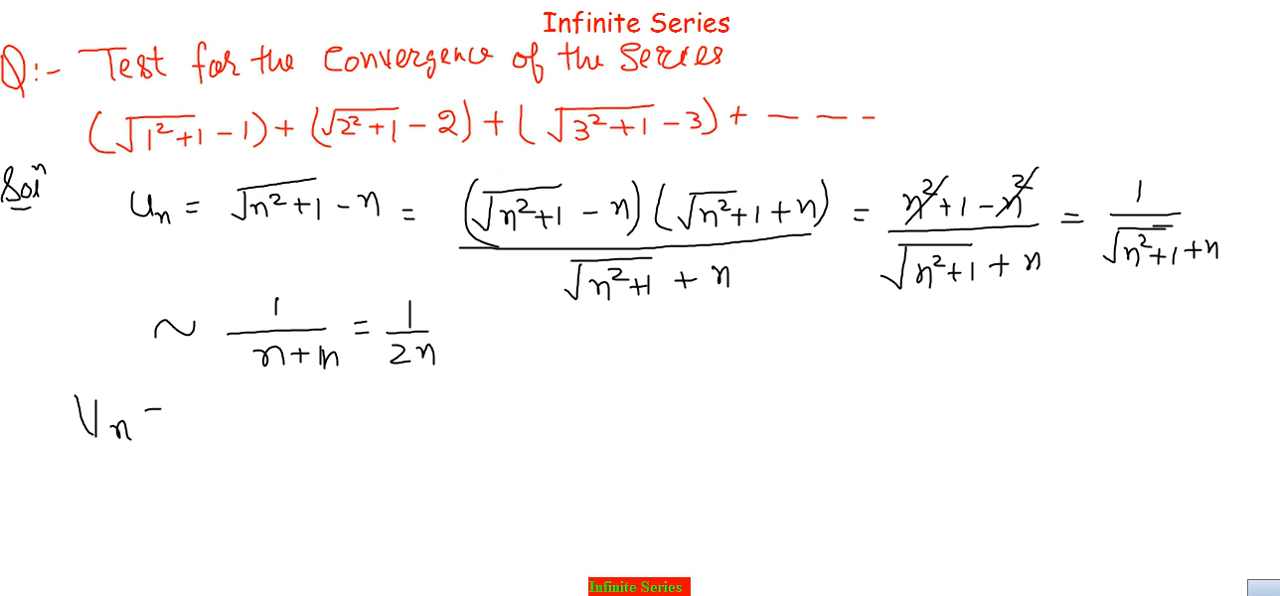 Infinite Series
Q:- Test for the Convergence of the Series
(√(1²+1) - 1) + (√(2²+1) - 2) + (√(3²+1) - 3) + - - - -
Solⁿ
uₙ = √(n²+1) - n = (√(n²+1) - n)(√(n²+1) + n) / (√(n²+1) + n) = (n²+1 - n²) / (√(n²+1) + n) = 1 / (√(n²+1) + n)
~ 1/(n+n) = 1/2n
Vₙ -
Infinite Series